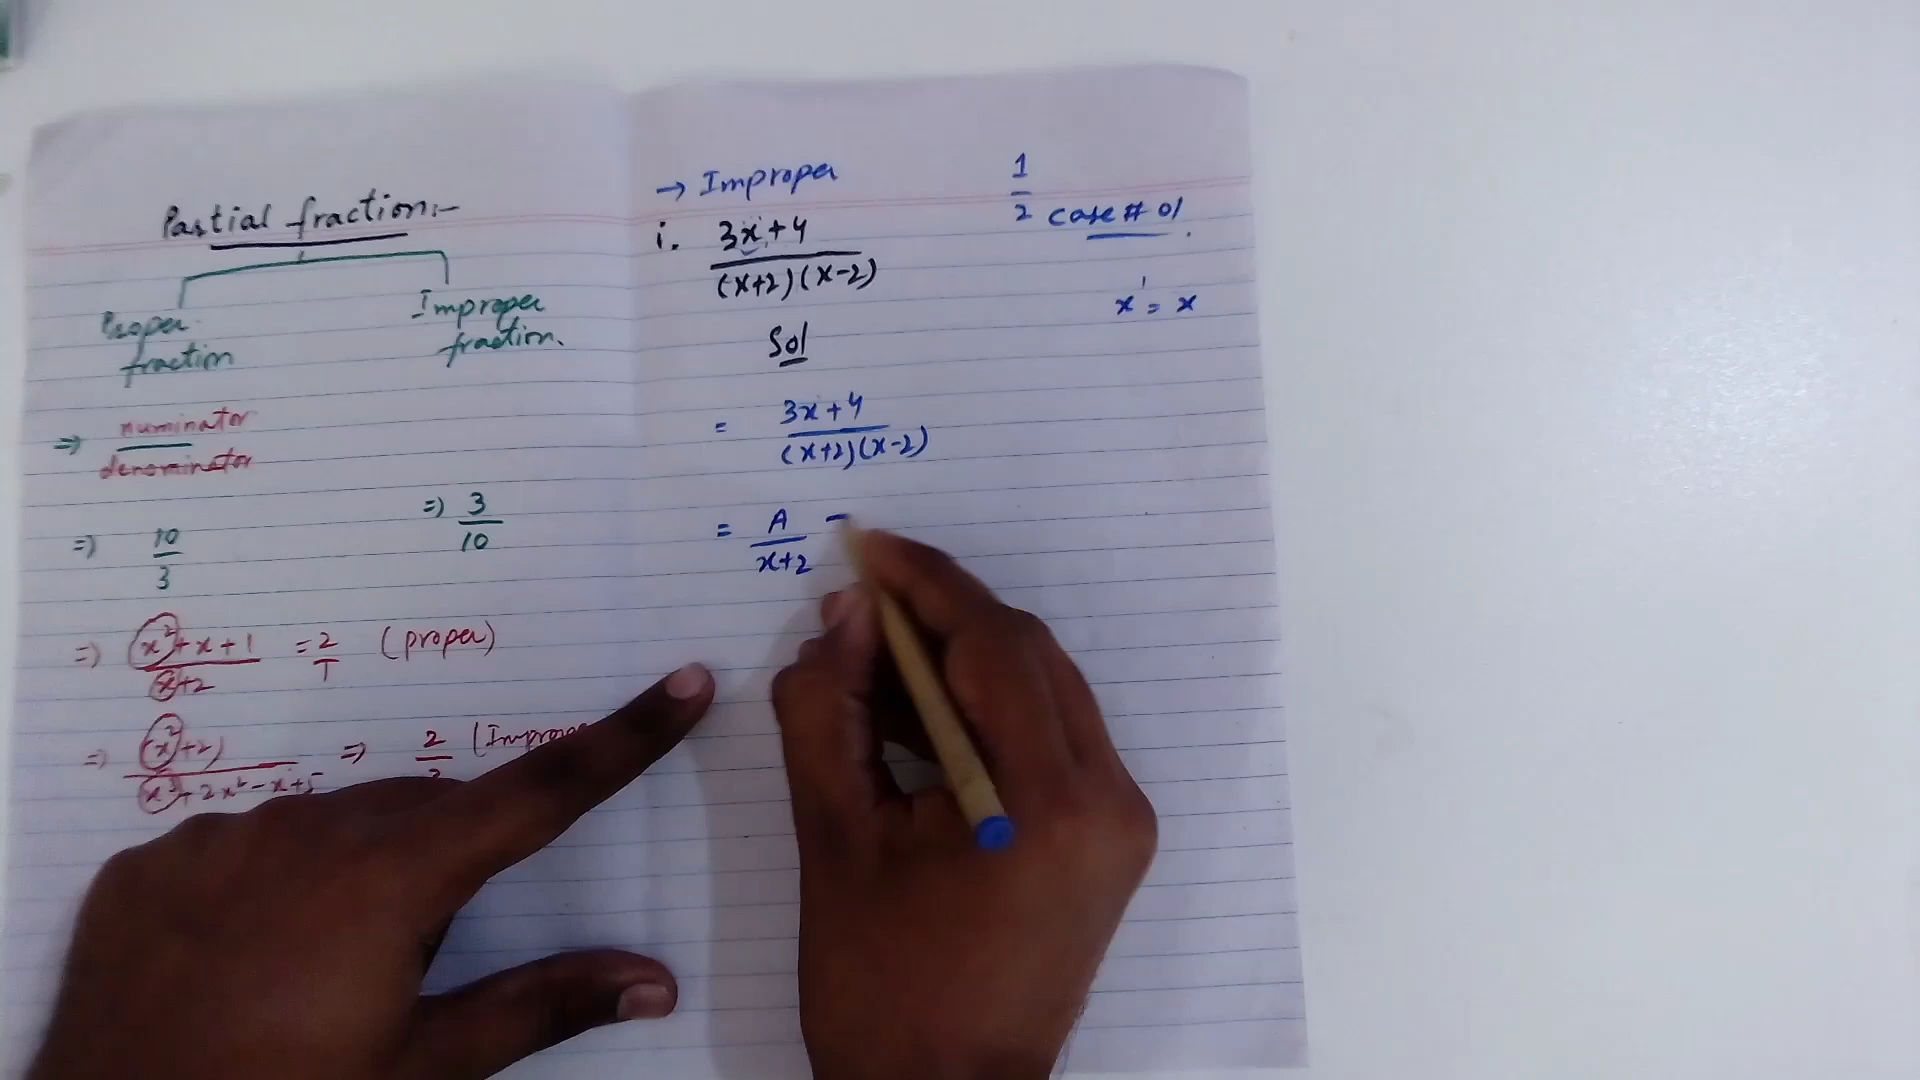 Partial fraction:-
Proper fraction
Improper fraction.
=> numinator
denominator
=> 10
3
=> 3
10
=> x²+x+1 = 2 (proper)
x+2 1
=> (x²+2) => 2
x³+2x²-x+5
→ Improper
1
2
case # 01
i. 3x+4
(x+2)(x-2)
x¹ = x
Sol
= 3x+4
(x+2)(x-2)
= A
x+2